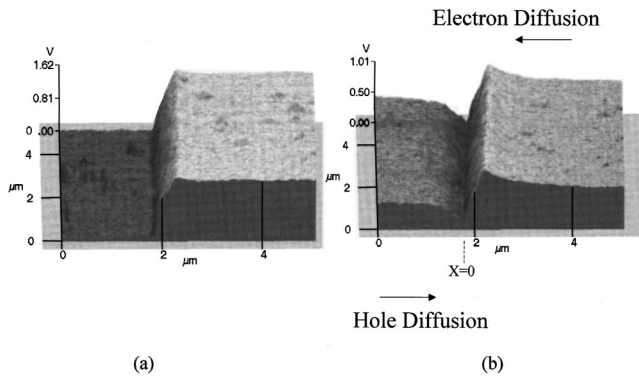 Electron Diffusion
V
1.62
0.81
0.00
4
μm
2
0
0
2
4
μm
V
1.01
0.50
0.00
4
μm
2
0
0
2
4
μm
X=0
Hole Diffusion
(a)
(b)